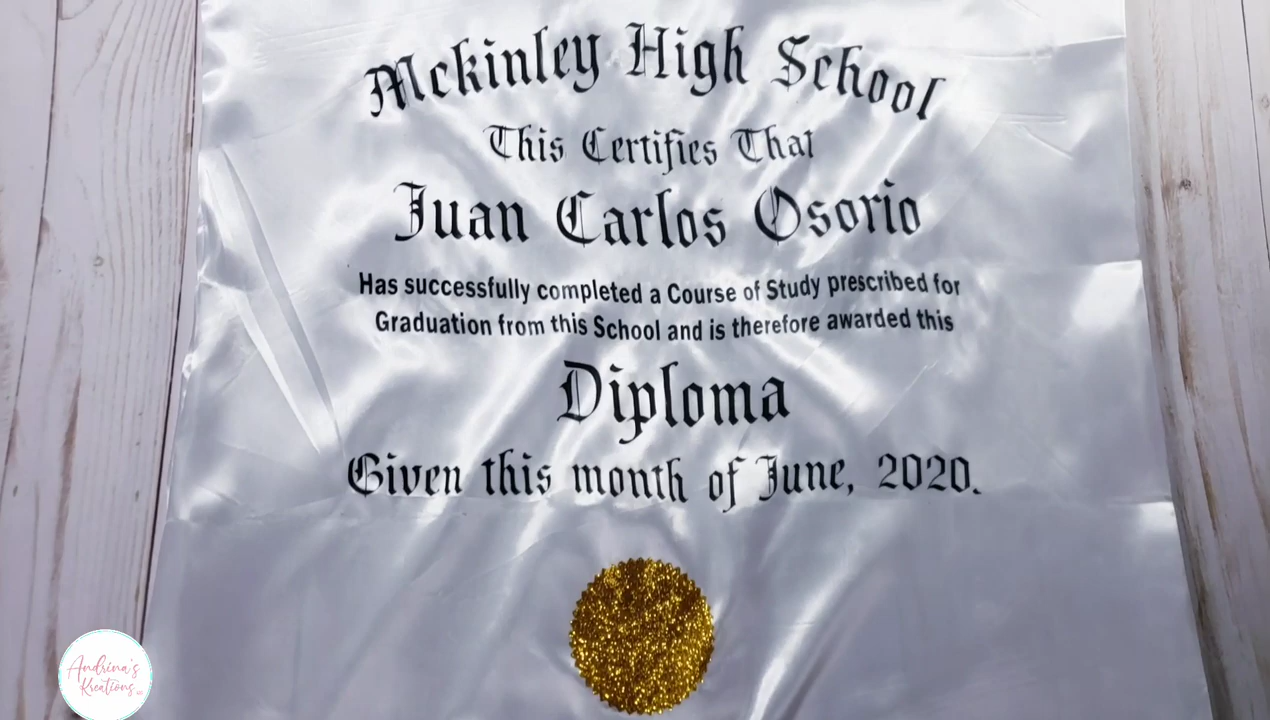 Mckinley High School
This Certifies That
Juan Carlos Osorio
Has successfully completed a Course of Study prescribed for
Graduation from this School and is therefore awarded this
Diploma
Given this month of June, 2020.
Andrina's
Kreations LLC